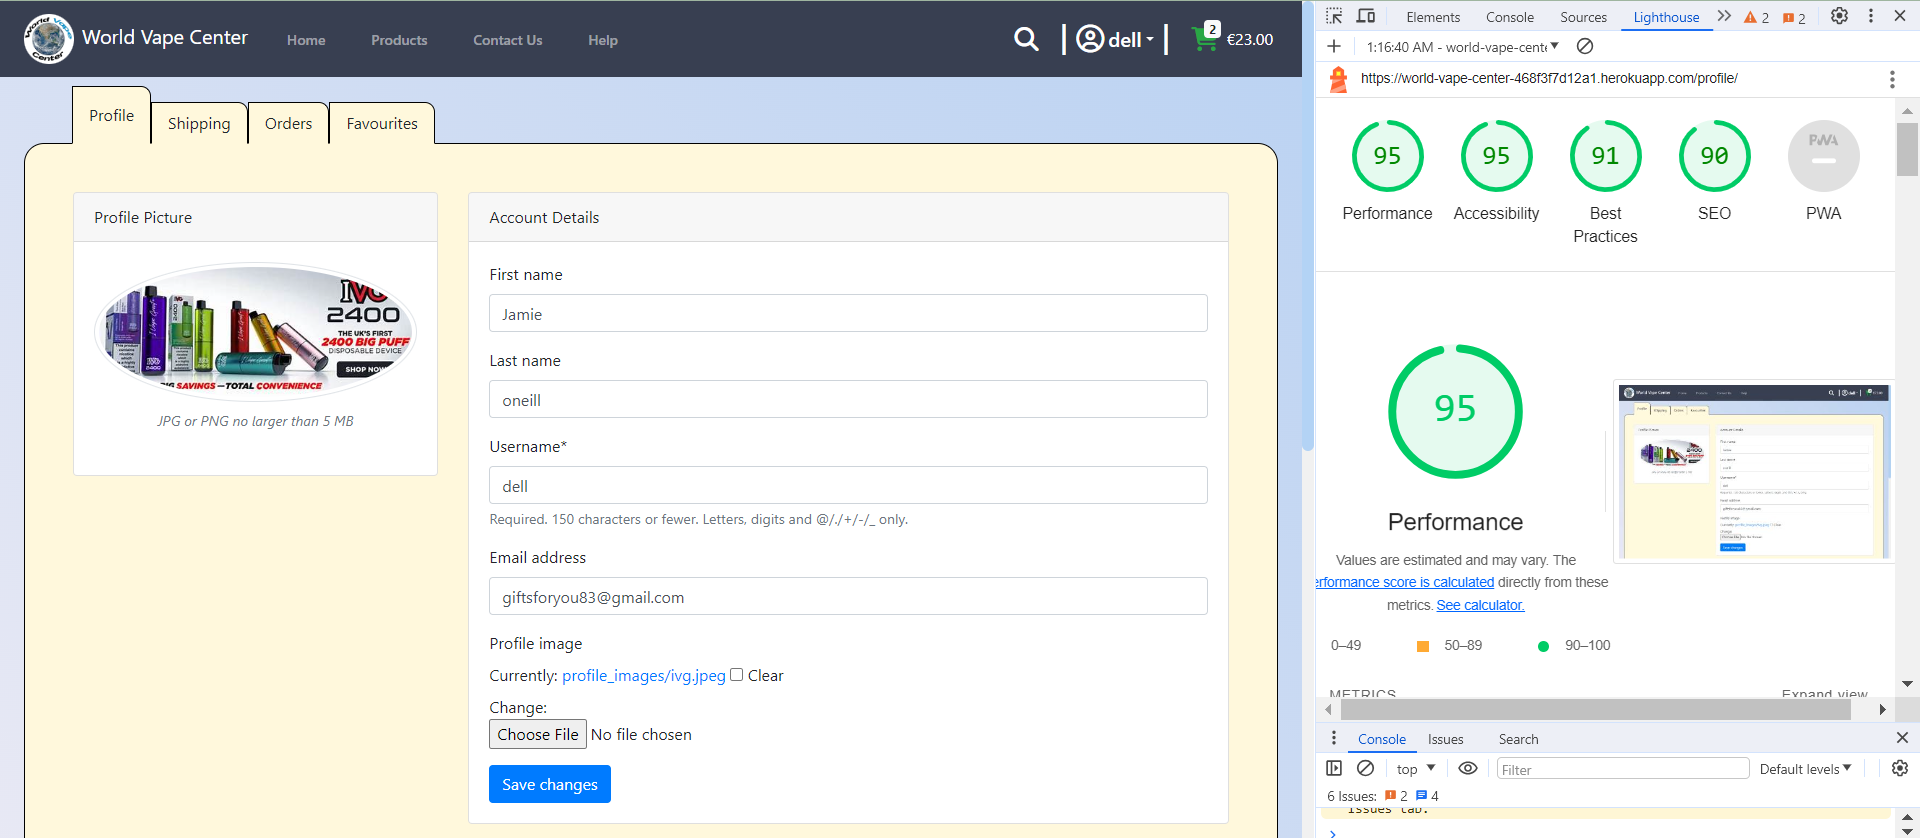 World Vape Center
Home Products Contact Us Help
dell
2
€23.00
Profile
Shipping
Orders
Favourites
Profile Picture
IVG
2400
THE UK'S FIRST
2400 BIG PUFF
DISPOSABLE DEVICE
SHOP NOW
BIG SAVINGS – TOTAL CONVENIENCE
JPG or PNG no larger than 5 MB
Account Details
First name
Jamie
Last name
oneill
Username*
dell
Required. 150 characters or fewer. Letters, digits and @/./+/-/_ only.
Email address
giftsforyou83@gmail.com
Profile image
Currently: profile_images/ivg.jpeg Clear
Change:
Choose File No file chosen
Save changes
Elements Console Sources Lighthouse 2 2
1:16:40 AM - world-vape-cente
https://world-vape-center-468f3f7d12a1.herokuapp.com/profile/
95 95 91 90 PWA
Performance Accessibility Best Practices SEO PWA
95
Performance
Values are estimated and may vary. The
erformance score is calculated directly from these
metrics. See calculator.
0–49 50–89 90–100
METRICS Expand view
Console Issues Search
top Filter Default levels
6 Issues: 2 4
Issues tab.